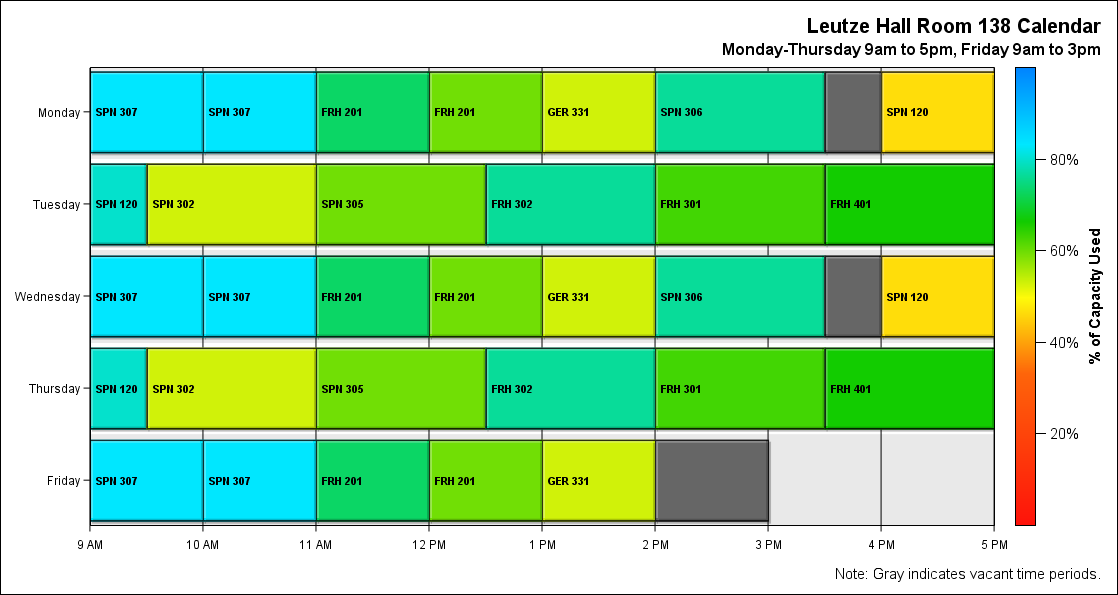 Leutze Hall Room 138 Calendar
Monday-Thursday 9am to 5pm, Friday 9am to 3pm
Monday
SPN 307 SPN 307 FRH 201 FRH 201 GER 331 SPN 306 SPN 120
Tuesday
SPN 120 SPN 302 SPN 305 FRH 302 FRH 301 FRH 401
Wednesday
SPN 307 SPN 307 FRH 201 FRH 201 GER 331 SPN 306 SPN 120
Thursday
SPN 120 SPN 302 SPN 305 FRH 302 FRH 301 FRH 401
Friday
SPN 307 SPN 307 FRH 201 FRH 201 GER 331
9 AM 10 AM 11 AM 12 PM 1 PM 2 PM 3 PM 4 PM 5 PM
80%
60%
40%
20%
% of Capacity Used
Note: Gray indicates vacant time periods.